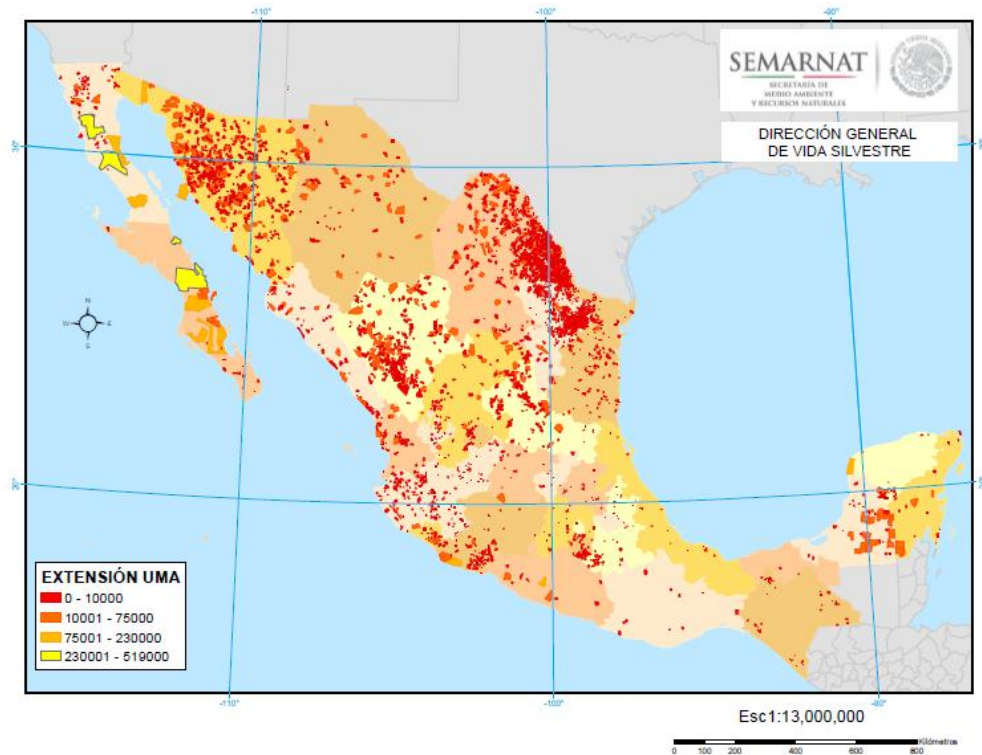 -110°
-100°
-90°
SEMARNAT
SECRETARÍA DE
MEDIO AMBIENTE
Y RECURSOS NATURALES
DIRECCIÓN GENERAL
DE VIDA SILVESTRE
N
W
E
S
EXTENSIÓN UMA
0 - 10000
10001 - 75000
75001 - 230000
230001 - 519000
-110°
-100°
-90°
Esc1:13,000,000
Kilómetros
0 100 200 400 600 800